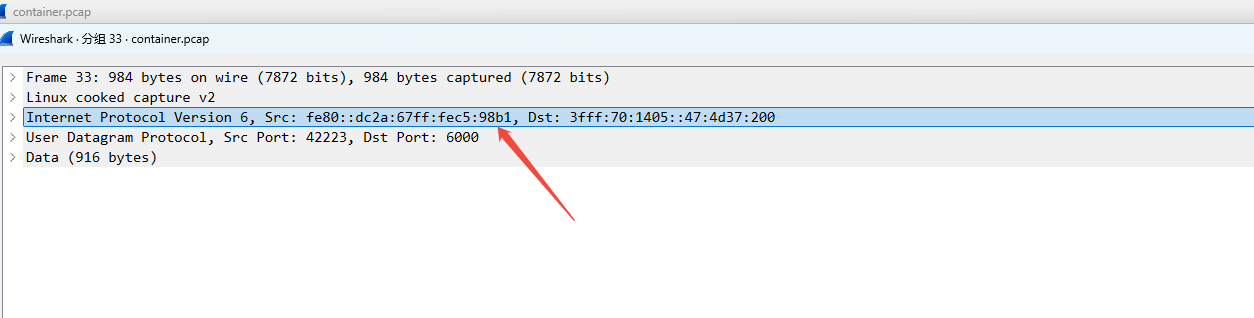 container.pcap
Wireshark · 分组 33 · container.pcap
Frame 33: 984 bytes on wire (7872 bits), 984 bytes captured (7872 bits)
Linux cooked capture v2
Internet Protocol Version 6, Src: fe80::dc2a:67ff:fec5:98b1, Dst: 3fff:70:1405::47:4d37:200
User Datagram Protocol, Src Port: 42223, Dst Port: 6000
Data (916 bytes)